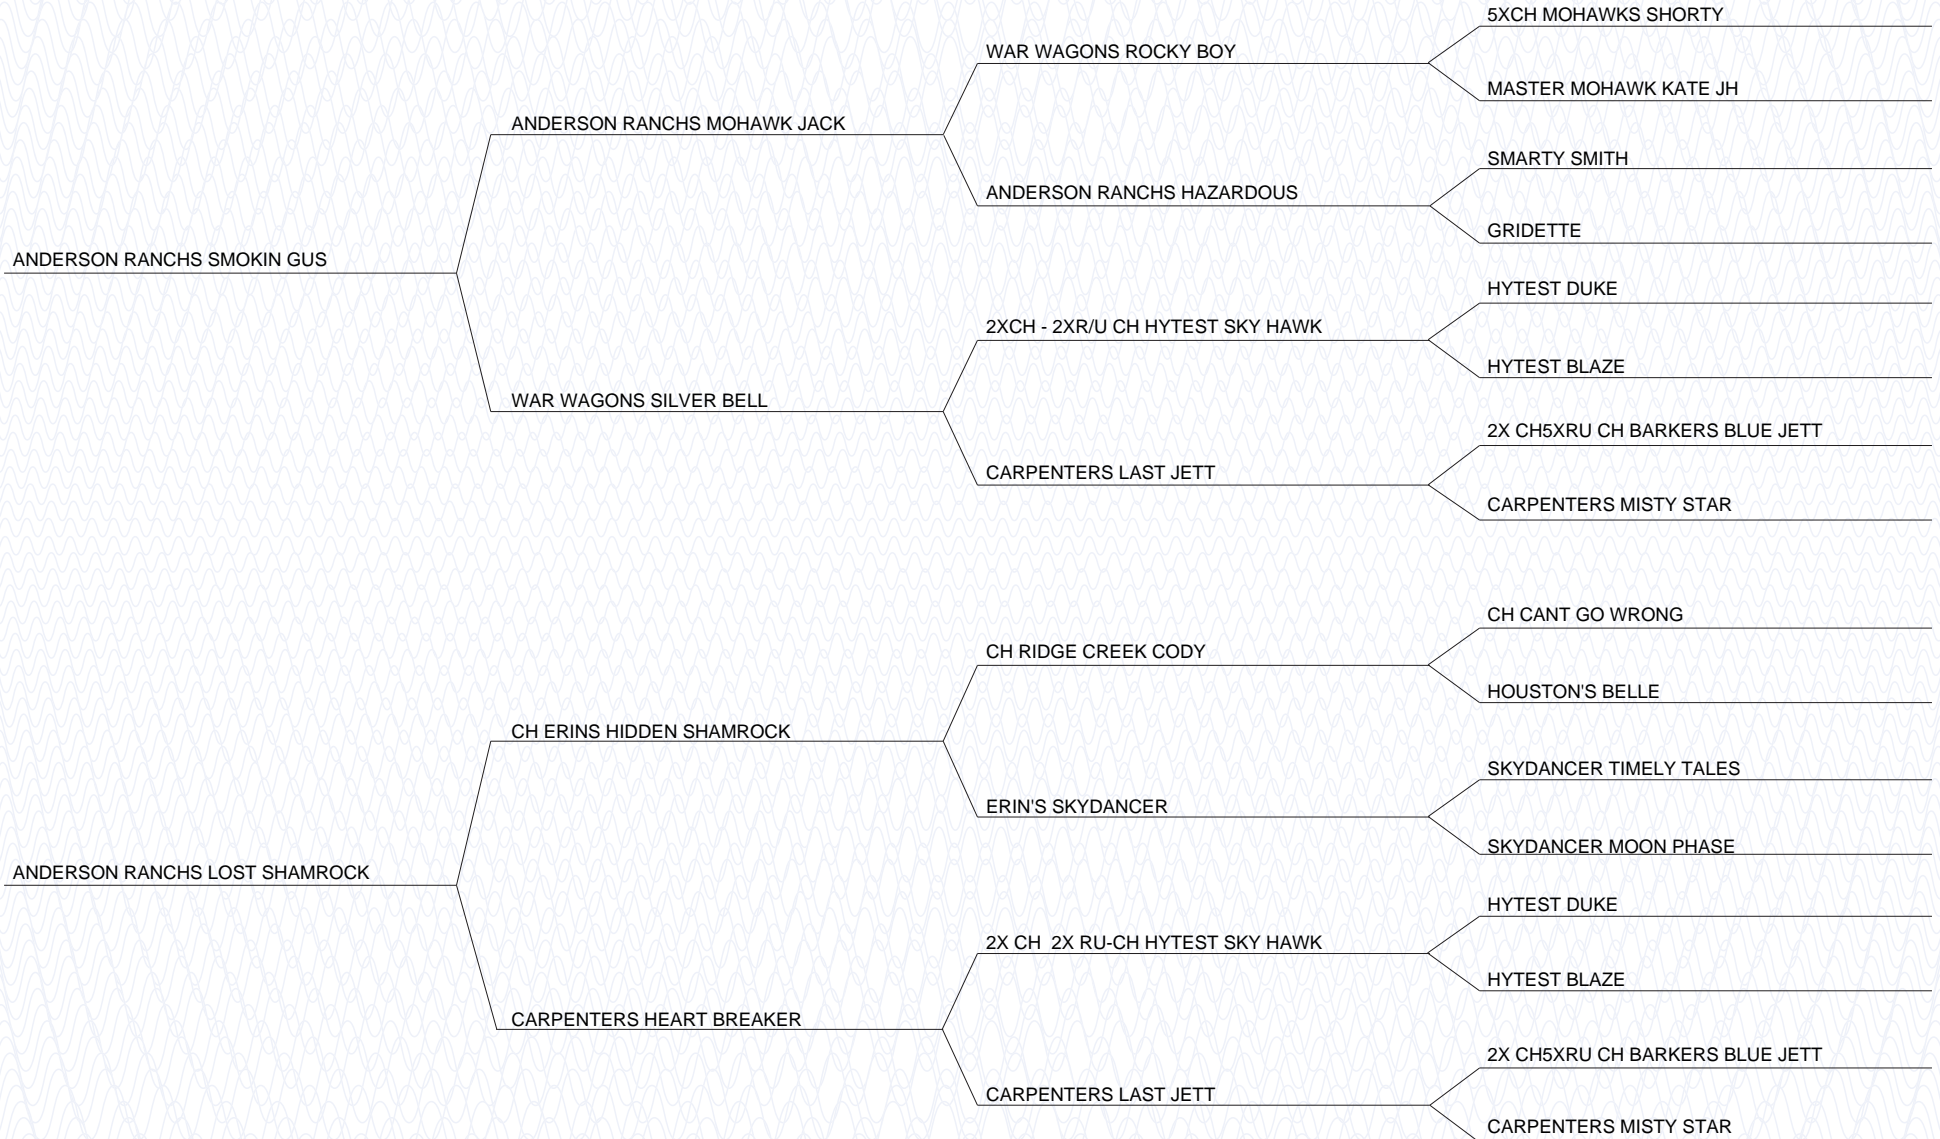 5XCH MOHAWKS SHORTY
WAR WAGONS ROCKY BOY
MASTER MOHAWK KATE JH
ANDERSON RANCHS MOHAWK JACK
SMARTY SMITH
ANDERSON RANCHS HAZARDOUS
GRIDETTE
ANDERSON RANCHS SMOKIN GUS
HYTEST DUKE
2XCH - 2XR/U CH HYTEST SKY HAWK
HYTEST BLAZE
WAR WAGONS SILVER BELL
2X CH5XRU CH BARKERS BLUE JETT
CARPENTERS LAST JETT
CARPENTERS MISTY STAR
CH CANT GO WRONG
CH RIDGE CREEK CODY
HOUSTON'S BELLE
CH ERINS HIDDEN SHAMROCK
SKYDANCER TIMELY TALES
ERIN'S SKYDANCER
SKYDANCER MOON PHASE
ANDERSON RANCHS LOST SHAMROCK
HYTEST DUKE
2X CH  2X RU-CH HYTEST SKY HAWK
HYTEST BLAZE
CARPENTERS HEART BREAKER
2X CH5XRU CH BARKERS BLUE JETT
CARPENTERS LAST JETT
CARPENTERS MISTY STAR